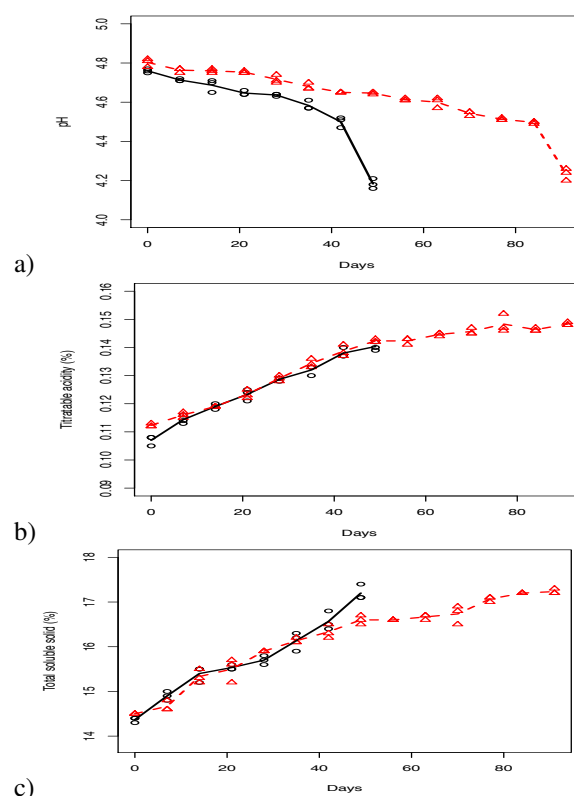 5.0
4.8
4.6
pH
4.4
4.2
4.0
0 20 40 60 80
a)
Days
0.16
0.15
0.14
0.13
Titratable acidity (%)
0.12
0.11
0.10
0.09
0 20 40 60 80
b)
Days
18
17
16
Total soluble solid (%)
15
14
0 20 40 60 80
c)
Days